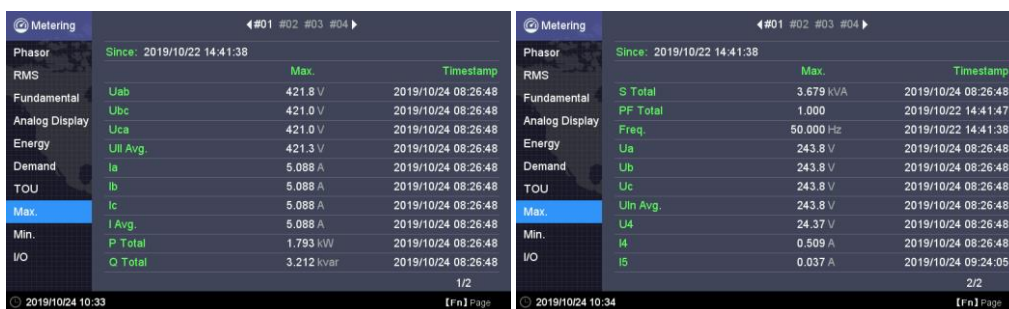 Metering
#01 #02 #03 #04
Phasor
RMS
Fundamental
Analog Display
Energy
Demand
TOU
Max.
Min.
I/O
Since: 2019/10/22 14:41:38
Max. Timestamp
Uab 421.8 V 2019/10/24 08:26:48
Ubc 421.0 V 2019/10/24 08:26:48
Uca 421.0 V 2019/10/24 08:26:48
Ull Avg. 421.3 V 2019/10/24 08:26:48
Ia 5.088 A 2019/10/24 08:26:48
Ib 5.088 A 2019/10/24 08:26:48
Ic 5.088 A 2019/10/24 08:26:48
I Avg. 5.088 A 2019/10/24 08:26:48
P Total 1.793 kW 2019/10/24 08:26:48
Q Total 3.212 kvar 2019/10/24 08:26:48
1/2
2019/10/24 10:33 【Fn】Page
Metering
#01 #02 #03 #04
Phasor
RMS
Fundamental
Analog Display
Energy
Demand
TOU
Max.
Min.
I/O
Since: 2019/10/22 14:41:38
Max. Timestamp
S Total 3.679 kVA 2019/10/24 08:26:48
PF Total 1.000 2019/10/22 14:41:47
Freq. 50.000 Hz 2019/10/22 14:41:38
Ua 243.8 V 2019/10/24 08:26:48
Ub 243.8 V 2019/10/24 08:26:48
Uc 243.8 V 2019/10/24 08:26:48
Uln Avg. 243.8 V 2019/10/24 08:26:48
U4 24.37 V 2019/10/24 08:26:48
I4 0.509 A 2019/10/24 08:26:48
I5 0.037 A 2019/10/24 09:24:05
2/2
2019/10/24 10:34 【Fn】Page